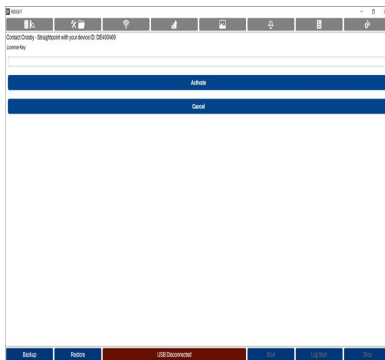 INSIGHT
Contact Crosby - Straightpoint with your device ID: DE493N69
License Key
Activate
Cancel
Backup Restore USB Disconnected Start Log Start Stop